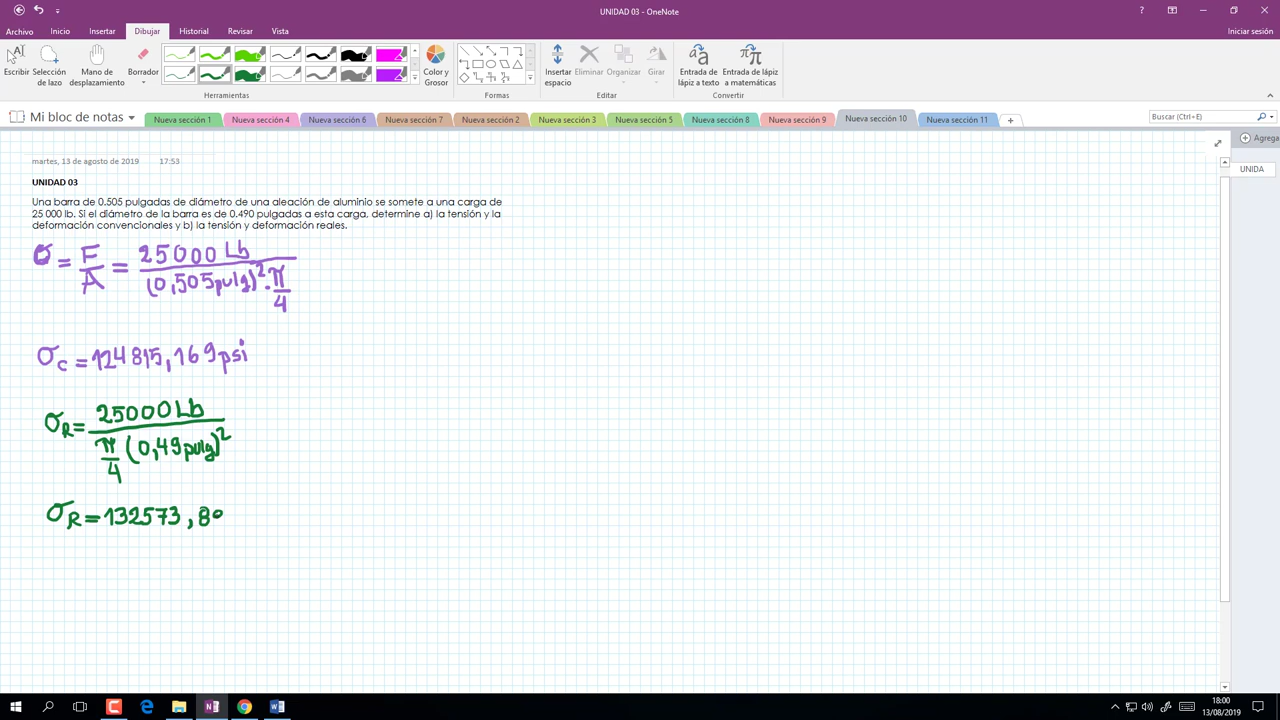 UNIDAD 03 - OneNote
Archivo Inicio Insertar Dibujar Historial Revisar Vista
Iniciar sesión
Escribir Selección de lazo Mano de desplazamiento Borrador Color y Grosor Insertar espacio Eliminar Organizar Girar Entrada de lápiz a texto Entrada de lápiz a matemáticas
Herramientas Formas Editar Convertir
Mi bloc de notas Nueva sección 1 Nueva sección 4 Nueva sección 6 Nueva sección 7 Nueva sección 2 Nueva sección 3 Nueva sección 5 Nueva sección 8 Nueva sección 9 Nueva sección 10 Nueva sección 11 +
Buscar (Ctrl+E)
Agrega
UNIDA
martes, 13 de agosto de 2019 17:53
UNIDAD 03
Una barra de 0.505 pulgadas de diámetro de una aleación de aluminio se somete a una carga de
25 000 lb. Si el diámetro de la barra es de 0.490 pulgadas a esta carga, determine a) la tensión y la
deformación convencionales y b) la tensión y deformación reales.
σ = F/A = 25000 Lb / (0,505 pulg)² · π/4
σc = 124815,169 psi
σR = 25000 Lb / π/4 (0,49 pulg)²
σR = 132573,8
18:00
13/08/2019